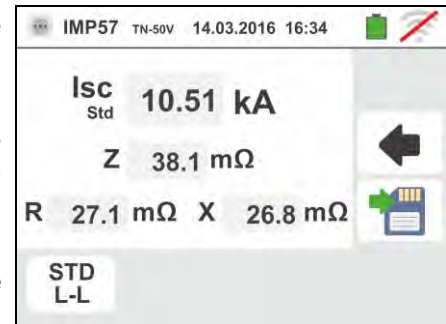 IMP57 TN-50V 14.03.2016 16:34
Isc Std 10.51 kA
Z 38.1 mΩ
R 27.1 mΩ X 26.8 mΩ
STD
L-L